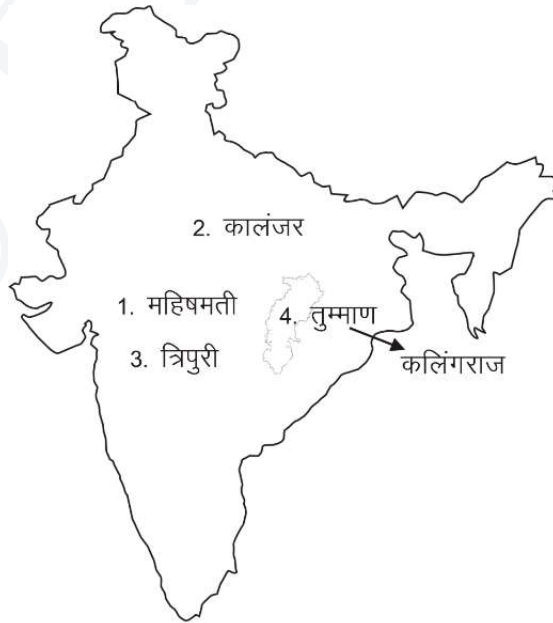 2. कालंजर
1. महिषमती
4. तुम्माण
3. त्रिपुरी
कलिंगराज